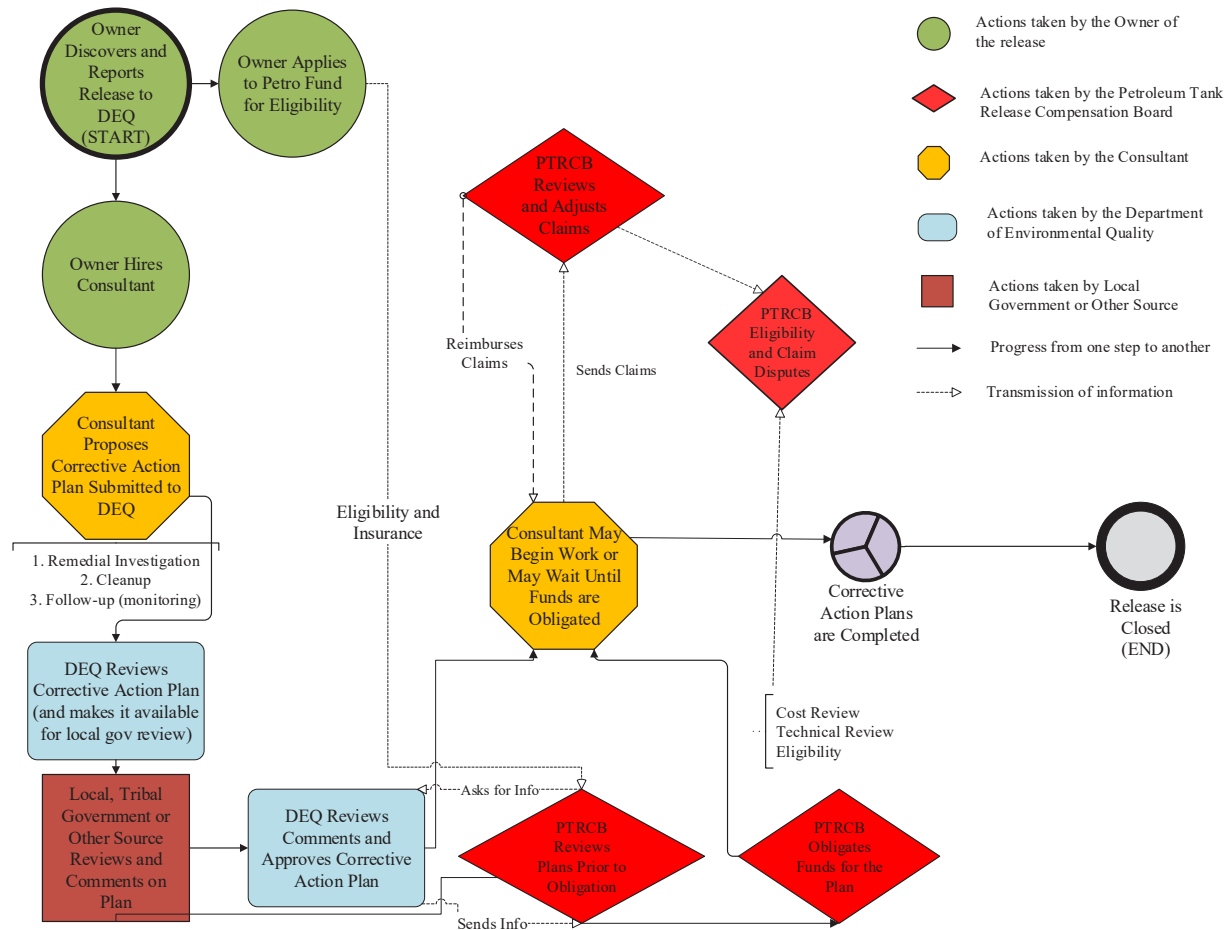 Owner
Discovers and
Reports
Release to
DEQ
(START)
Owner Applies
to Petro Fund
for Eligibility
Owner Hires
Consultant
Consultant
Proposes
Corrective Action
Plan Submitted to
DEQ
1. Remedial Investigation
2. Cleanup
3. Follow-up (monitoring)
DEQ Reviews
Corrective Action Plan
(and makes it available
for local gov review)
Local, Tribal
Government or
Other Source
Reviews and
Comments on
Plan
DEQ Reviews
Comments and
Approves Corrective
Action Plan
Eligibility and
Insurance
Asks for Info
Sends Info
PTRCB
Reviews
Plans Prior to
Obligation
PTRCB
Obligates
Funds for the
Plan
Consultant May
Begin Work or
May Wait Until
Funds are
Obligated
Reimburses
Claims
Sends Claims
PTRCB
Reviews
and Adjusts
Claims
PTRCB
Eligibility
and Claim
Disputes
Cost Review
Technical Review
Eligibility
Corrective
Action Plans
are Completed
Release is
Closed
(END)
Actions taken by the Owner of
the release
Actions taken by the Petroleum Tank
Release Compensation Board
Actions taken by the Consultant
Actions taken by the Department
of Environmental Quality
Actions taken by Local
Government or Other Source
Progress from one step to another
Transmission of information